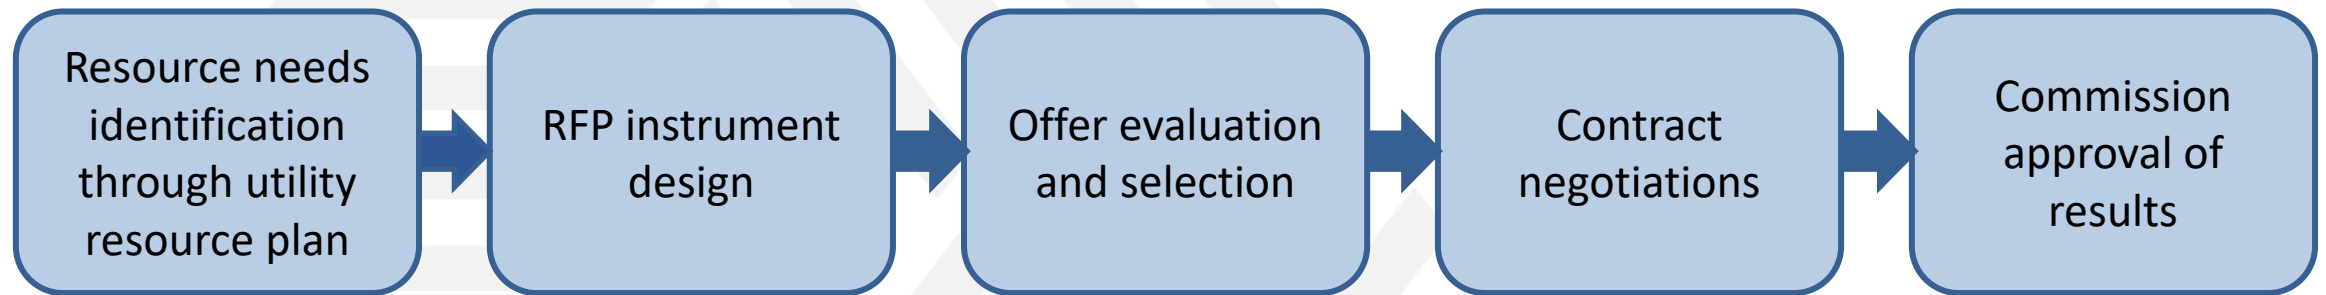 Resource needs
identification
through utility
resource plan
RFP instrument
design
Offer evaluation
and selection
Contract
negotiations
Commission
approval of
results